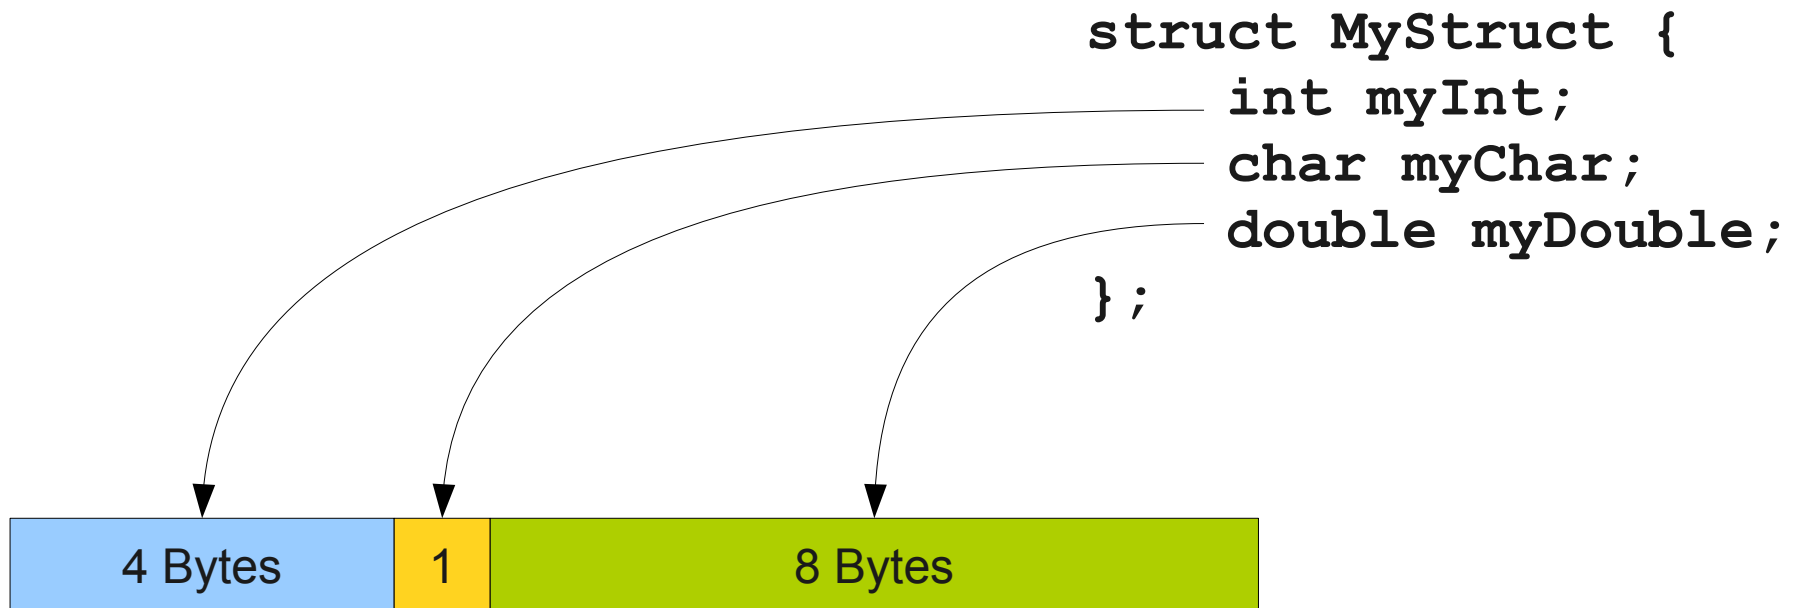 struct MyStruct {
int myInt;
char myChar;
double myDouble;
};
4 Bytes
1
8 Bytes